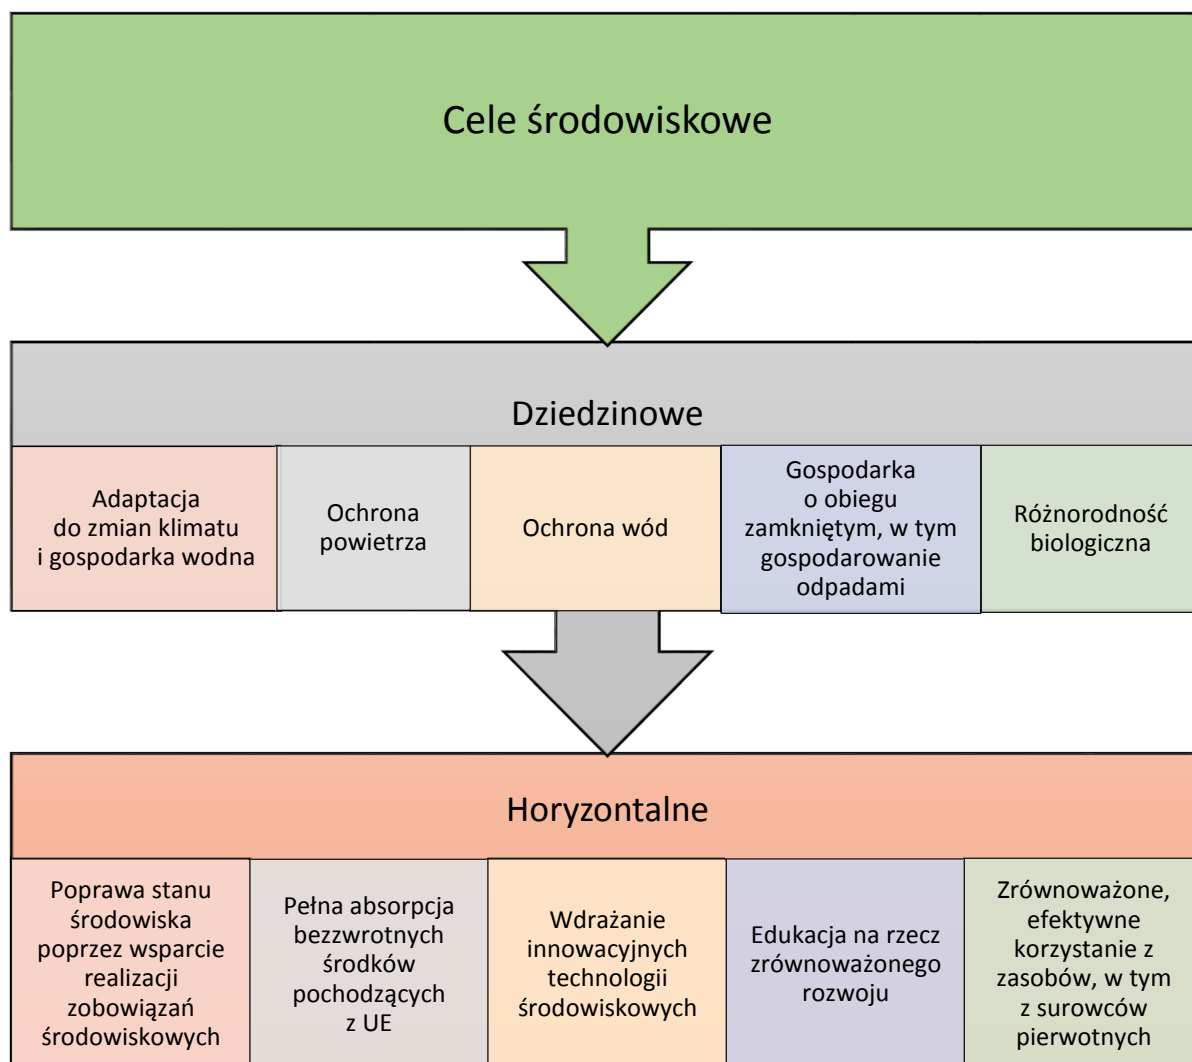 Cele środowiskowe
Dziedzinowe
Adaptacja
do zmian klimatu
i gospodarka wodna
Ochrona
powietrza
Ochrona wód
Gospodarka
o obiegu
zamkniętym, w tym
gospodarowanie
odpadami
Różnorodność
biologiczna
Horyzontalne
Poprawa stanu
środowiska
poprzez wsparcie
realizacji
zobowiązań
środowiskowych
Pełna absorpcja
bezzwrotnych
środków
pochodzących
z UE
Wdrażanie
innowacyjnych
technologii
środowiskowych
Edukacja na rzecz
zrównoważonego
rozwoju
Zrównoważone,
efektywne
korzystanie z
zasobów, w tym
z surowców
pierwotnych